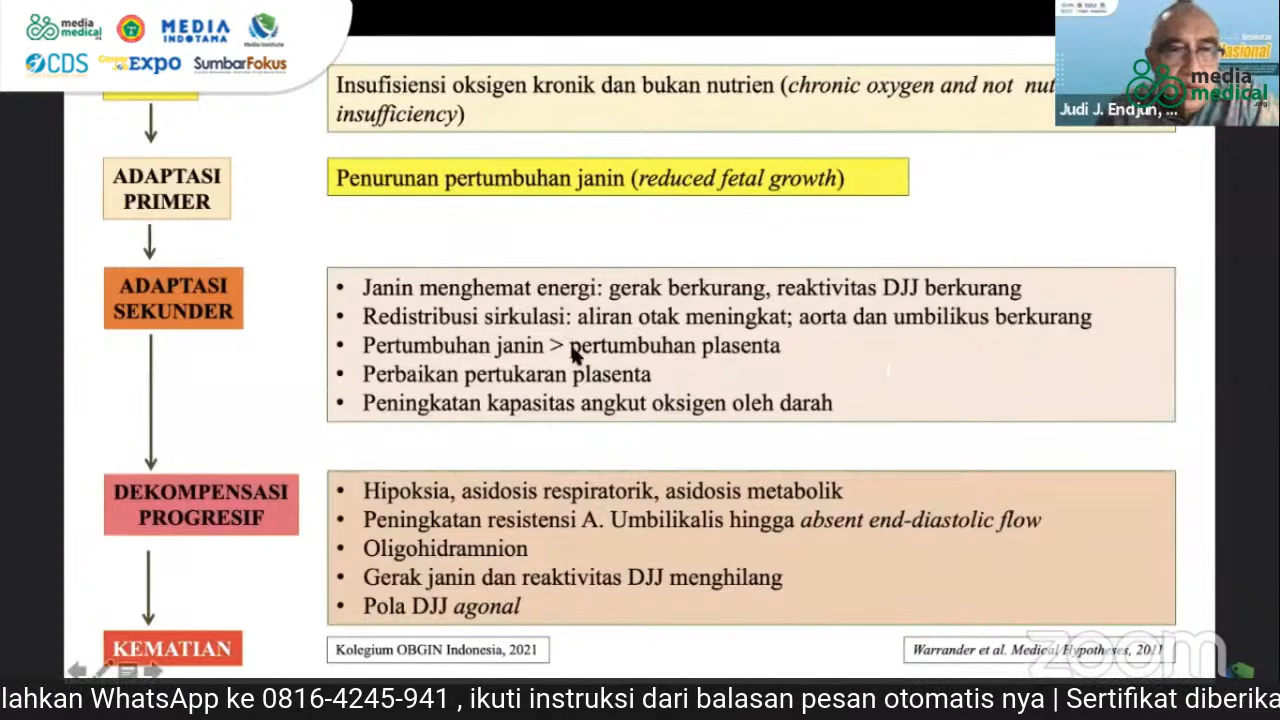 media
medical.org
MEDIA
INDOTAMA
Media Institute
CDS
Expo
SumbarFokus
Insufisiensi oksigen kronik dan bukan nutrien (chronic oxygen and not
insufficiency)
Judi J. Endjun, ...
media
medical
.org
ADAPTASI
PRIMER
Penurunan pertumbuhan janin (reduced fetal growth)
ADAPTASI
SEKUNDER
• Janin menghemat energi: gerak berkurang, reaktivitas DJJ berkurang
• Redistribusi sirkulasi: aliran otak meningkat; aorta dan umbilikus berkurang
• Pertumbuhan janin > pertumbuhan plasenta
• Perbaikan pertukaran plasenta
• Peningkatan kapasitas angkut oksigen oleh darah
DEKOMPENSASI
PROGRESIF
• Hipoksia, asidosis respiratorik, asidosis metabolik
• Peningkatan resistensi A. Umbilikalis hingga absent end-diastolic flow
• Oligohidramnion
• Gerak janin dan reaktivitas DJJ menghilang
• Pola DJJ agonal
KEMATIAN
Kolegium OBGIN Indonesia, 2021
Warrander et al. Medical Hypotheses, 2011
zoom
lahkan WhatsApp ke 0816-4245-941 , ikuti instruksi dari balasan pesan otomatis nya | Sertifikat diberika